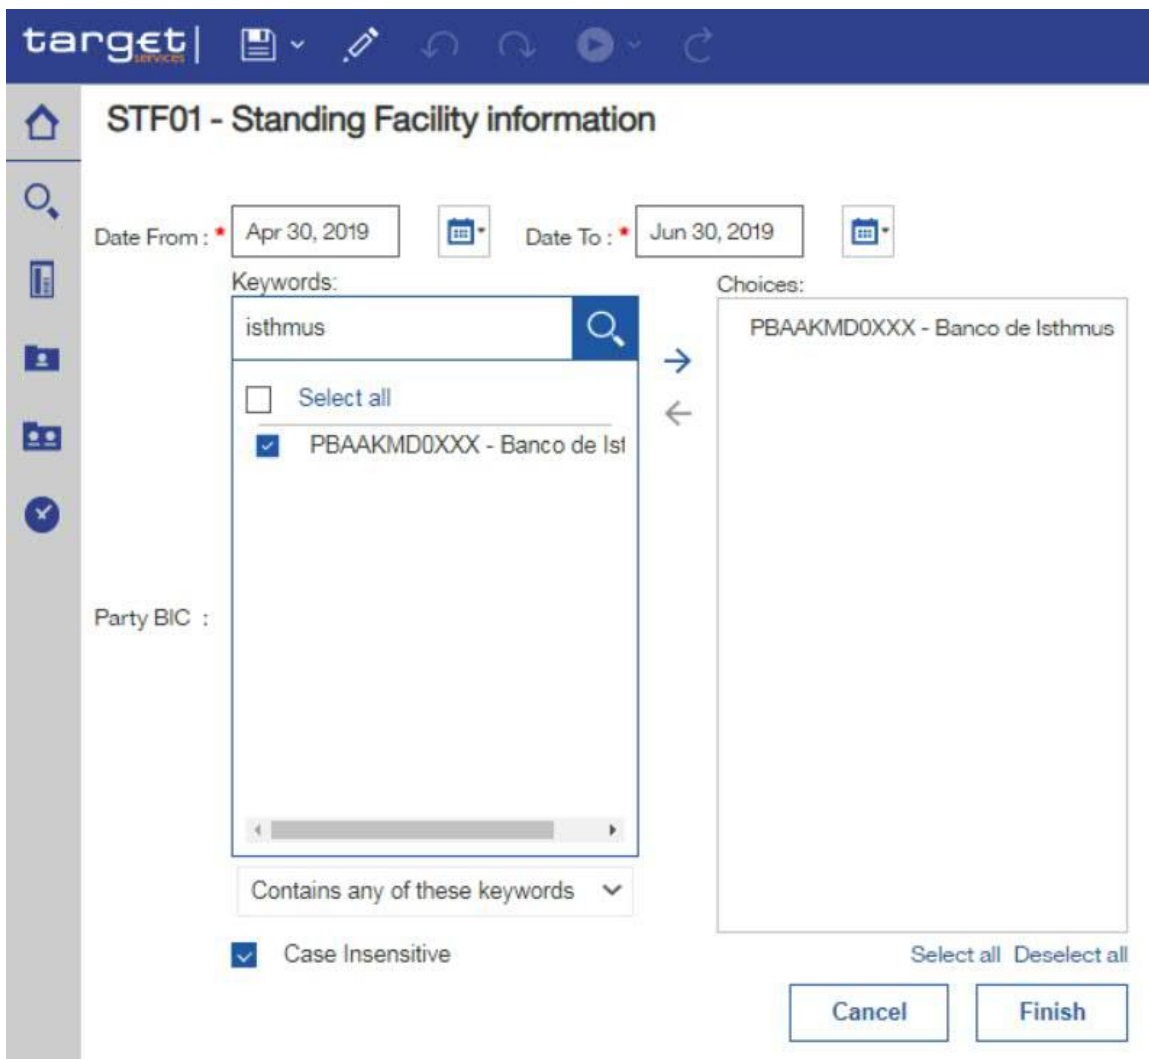 target|
services
STF01 - Standing Facility information
Date From : * Apr 30, 2019 Date To : * Jun 30, 2019
Keywords: Choices:
isthmus PBAAKMD0XXX - Banco de Isthmus
Select all
PBAAKMD0XXX - Banco de Ist
Party BIC :
Contains any of these keywords
Case Insensitive
Select all Deselect all
Cancel Finish